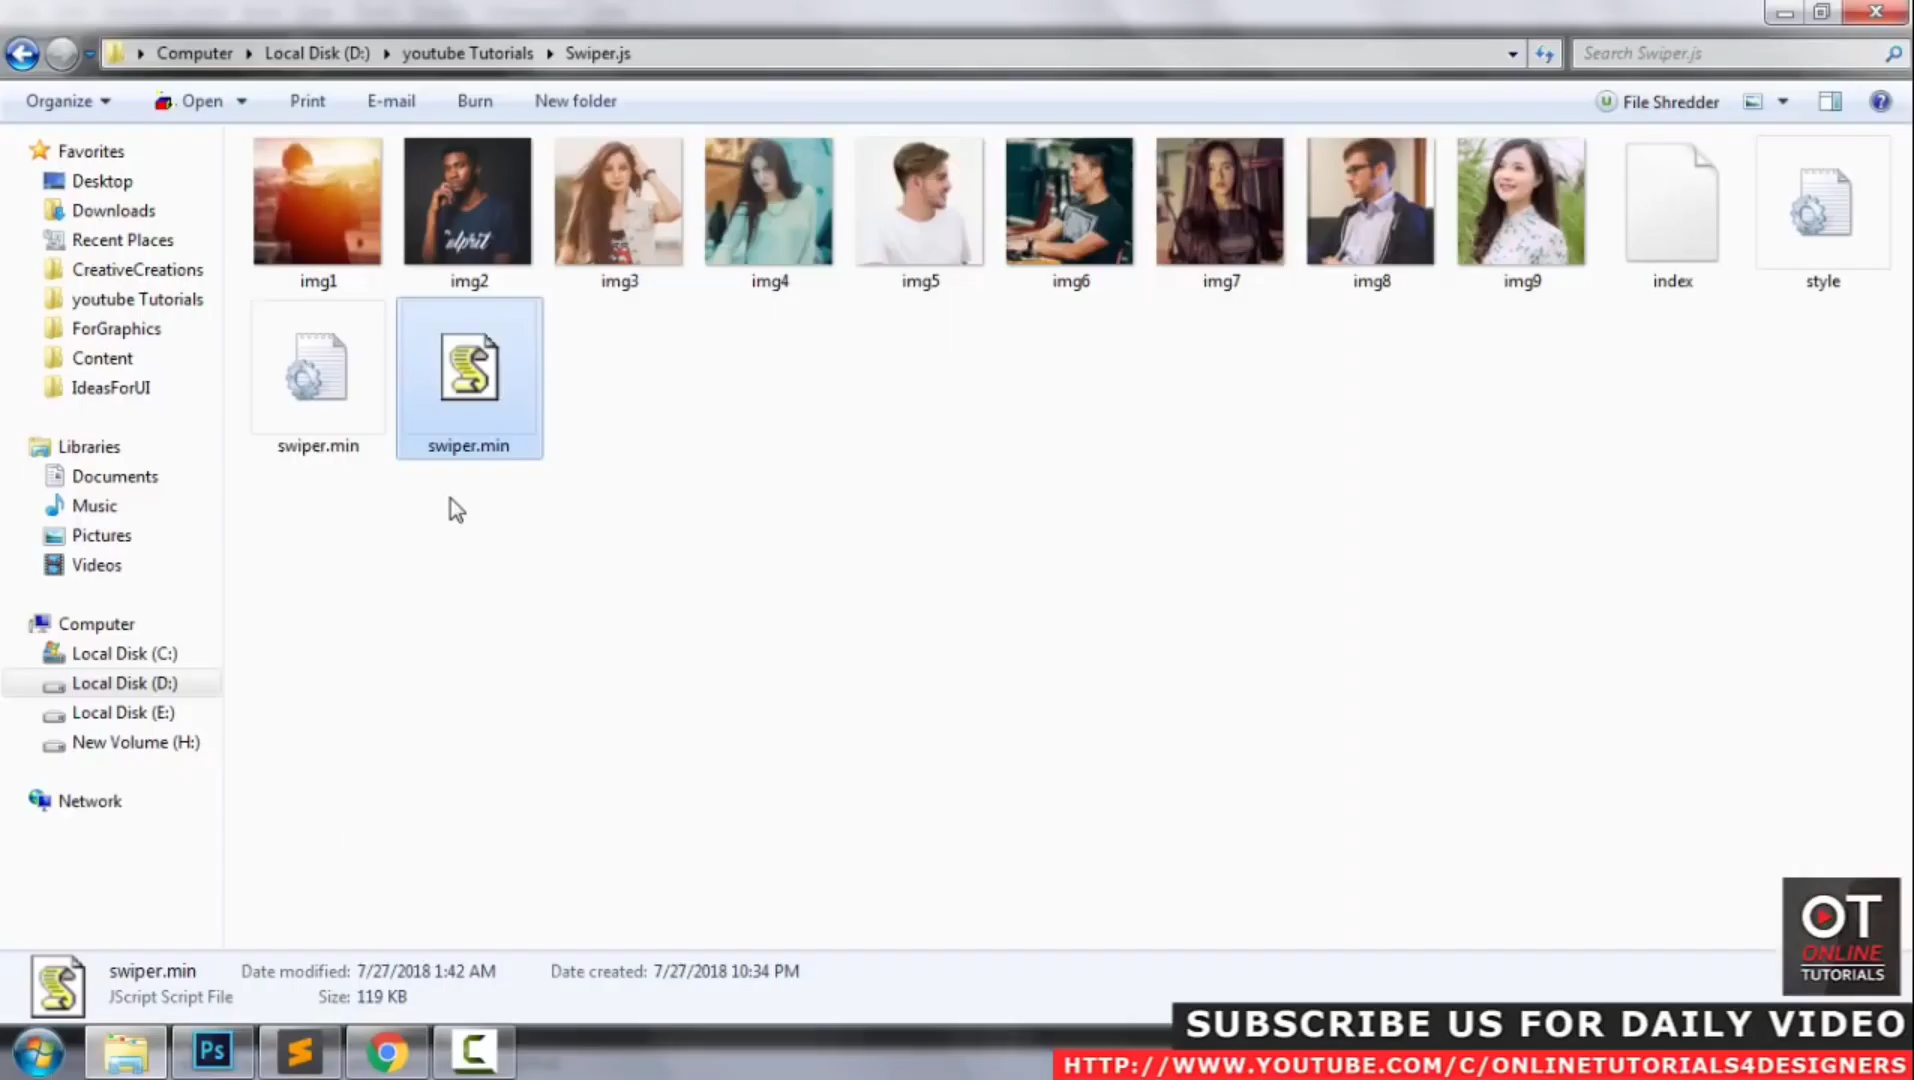 Computer Local Disk (D:) youtube Tutorials Swiper.js
Search Swiper.js
Organize Open Print E-mail Burn New folder File Shredder
Favorites
Desktop
Downloads
Recent Places
CreativeCreations
youtube Tutorials
ForGraphics
Content
IdeasForUI
Libraries
Documents
Music
Pictures
Videos
Computer
Local Disk (C:)
Local Disk (D:)
Local Disk (E:)
New Volume (H:)
Network
img1 img2 img3 img4 img5 img6 img7 img8 img9 index style
swiper.min swiper.min
swiper.min Date modified: 7/27/2018 1:42 AM Date created: 7/27/2018 10:34 PM
JScript Script File Size: 119 KB
OT
ONLINE
TUTORIALS
SUBSCRIBE US FOR DAILY VIDEO
HTTP://WWW.YOUTUBE.COM/C/ONLINETUTORIALS4DESIGNERS
Ps